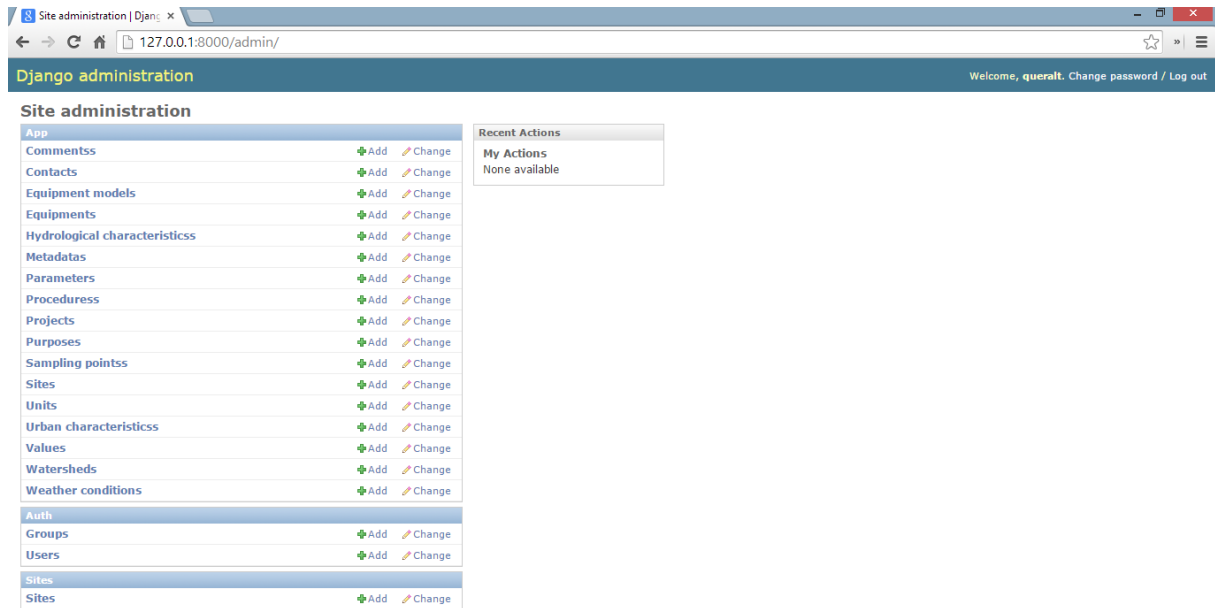 Site administration | Djang
127.0.0.1:8000/admin/
Django administration
Welcome, queralt. Change password / Log out
Site administration
App
Commentss Add Change
Contacts Add Change
Equipment models Add Change
Equipments Add Change
Hydrological characteristicss Add Change
Metadatas Add Change
Parameters Add Change
Proceduress Add Change
Projects Add Change
Purposes Add Change
Sampling pointss Add Change
Sites Add Change
Units Add Change
Urban characteristicss Add Change
Values Add Change
Watersheds Add Change
Weather conditions Add Change
Auth
Groups Add Change
Users Add Change
Sites
Sites Add Change
Recent Actions
My Actions
None available